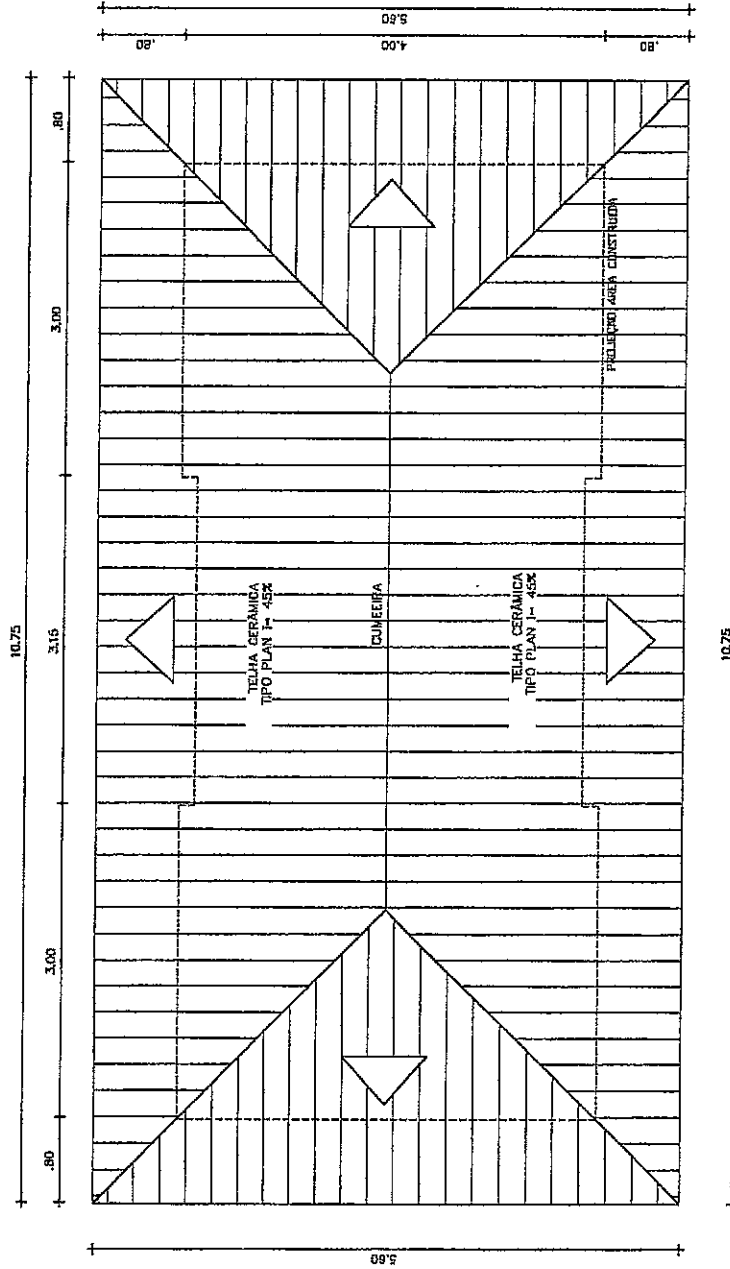 10.75
.80
3.00
3.15
3.00
.80
5.60
.80
4.00
.80
5.60
TELHA CERÂMICA
TIPO PLAN I= 45%
CUMEEIRA
TELHA CERÂMICA
TIPO PLAN I= 45%
PROJEÇÃO ÁREA CONSTRUIDA
10.75